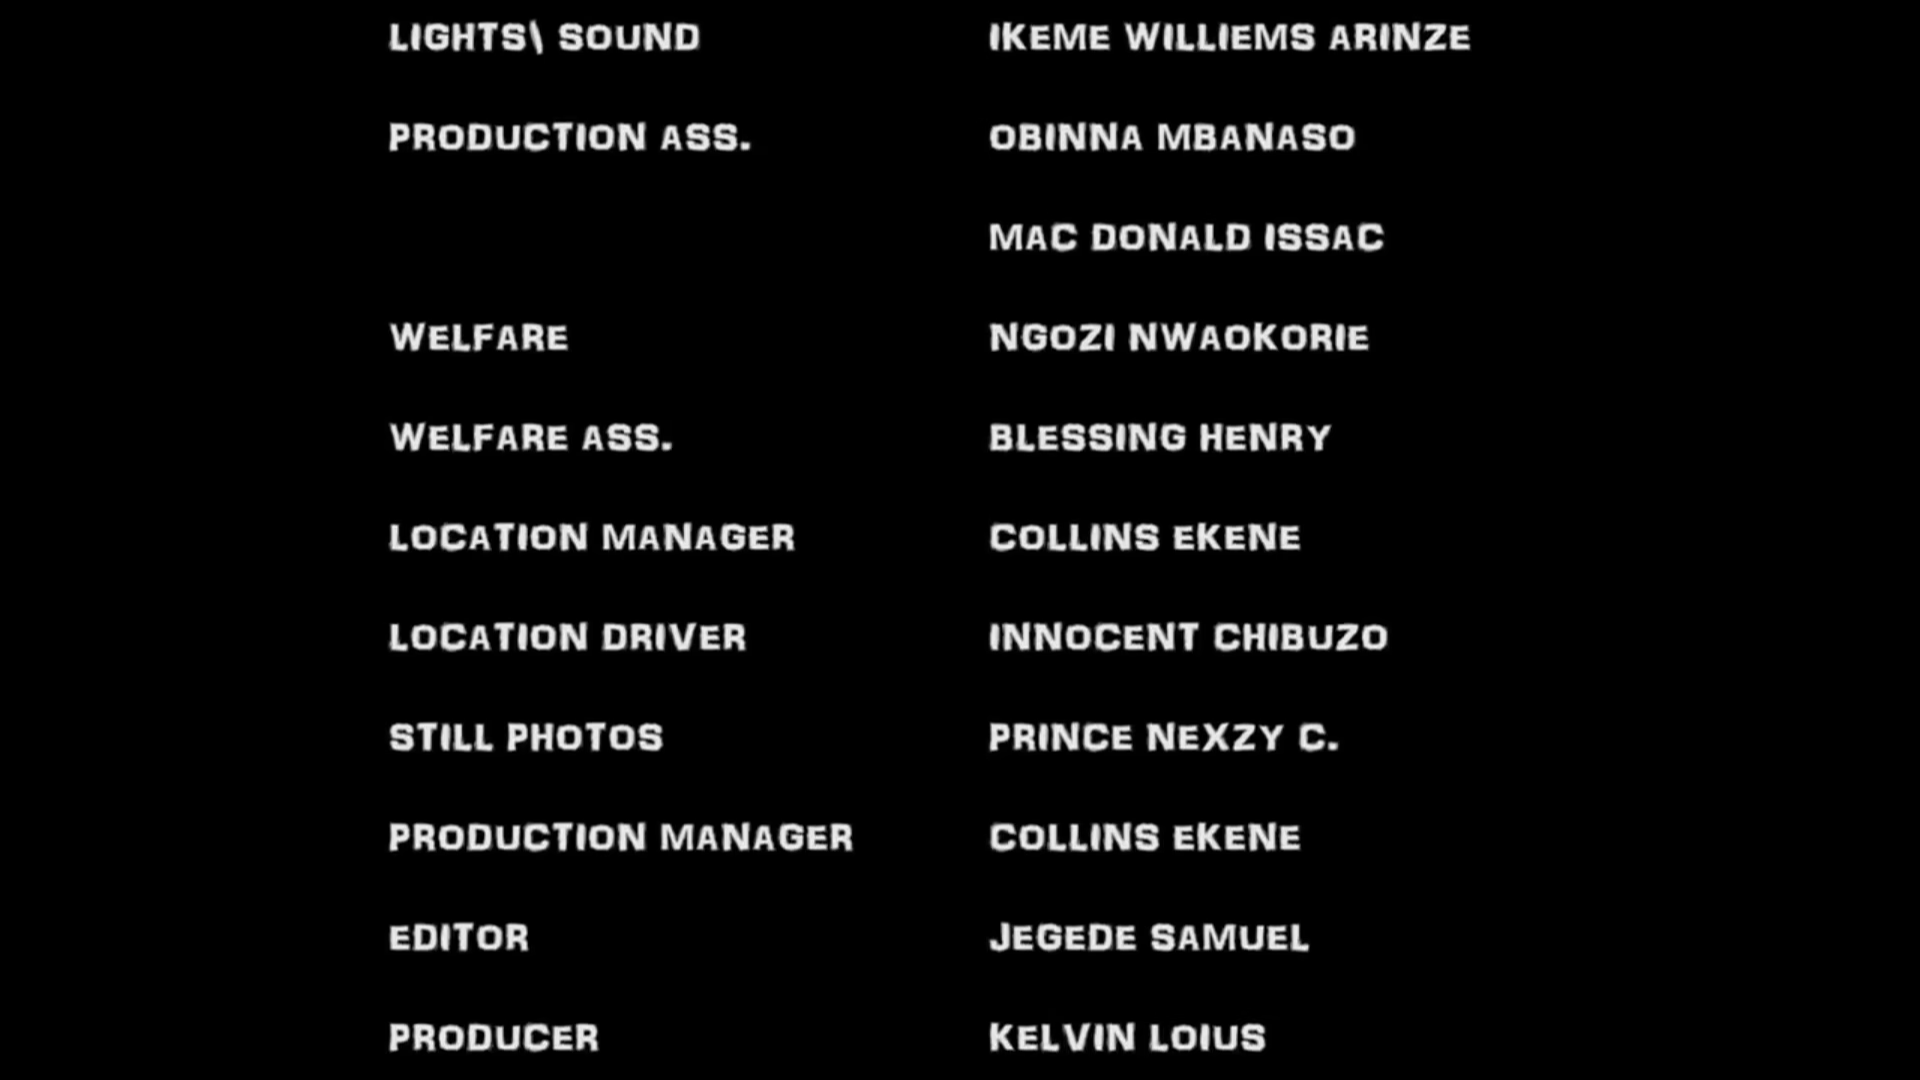 LIGHTS\ SOUND IKEME WILLIEMS ARINZE
PRODUCTION ASS. OBINNA MBANASO
MAC DONALD ISSAC
WELFARE NGOZI NWAOKORIE
WELFARE ASS. BLESSING HENRY
LOCATION MANAGER COLLINS EKENE
LOCATION DRIVER INNOCENT CHIBUZO
STILL PHOTOS PRINCE NEXZY C.
PRODUCTION MANAGER COLLINS EKENE
EDITOR JEGEDE SAMUEL
PRODUCER KELVIN LOIUS